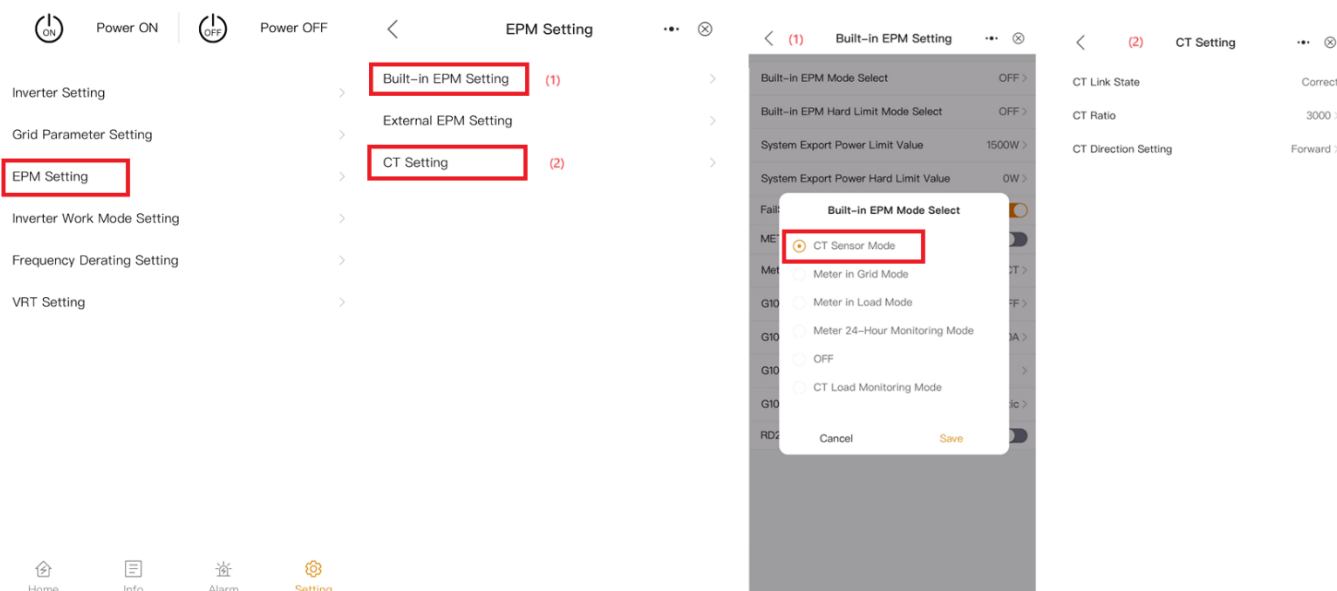 ON
Power ON
OFF
Power OFF
Inverter Setting
Grid Parameter Setting
EPM Setting
Inverter Work Mode Setting
Frequency Derating Setting
VRT Setting
Home
Info
Alarm
Setting
EPM Setting
Built-in EPM Setting
(1)
External EPM Setting
CT Setting
(2)
(1)
Built-in EPM Setting
Built-in EPM Mode Select OFF
Built-in EPM Hard Limit Mode Select OFF
System Export Power Limit Value 1500W
System Export Power Hard Limit Value 0W
Built-in EPM Mode Select
CT Sensor Mode
Meter in Grid Mode
Meter in Load Mode
Meter 24-Hour Monitoring Mode
OFF
CT Load Monitoring Mode
Cancel
Save
(2)
CT Setting
CT Link State Correct
CT Ratio 3000
CT Direction Setting Forward